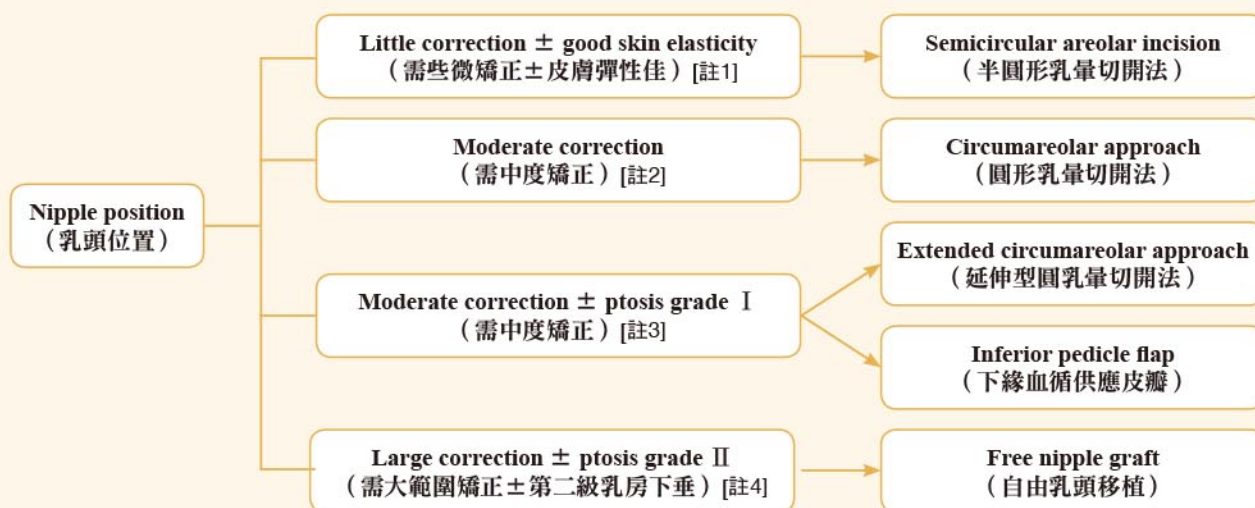 Nipple position
（乳頭位置）
Little correction ± good skin elasticity
（需些微矯正±皮膚彈性佳）[註1]
Semicircular areolar incision
（半圓形乳暈切開法）
Moderate correction
（需中度矯正）[註2]
Circumareolar approach
（圓形乳暈切開法）
Moderate correction ± ptosis grade Ⅰ
（需中度矯正）[註3]
Extended circumareolar approach
（延伸型圓乳暈切開法）
Inferior pedicle flap
（下緣血循供應皮瓣）
Large correction ± ptosis grade Ⅱ
（需大範圍矯正±第二級乳房下垂）[註4]
Free nipple graft
（自由乳頭移植）